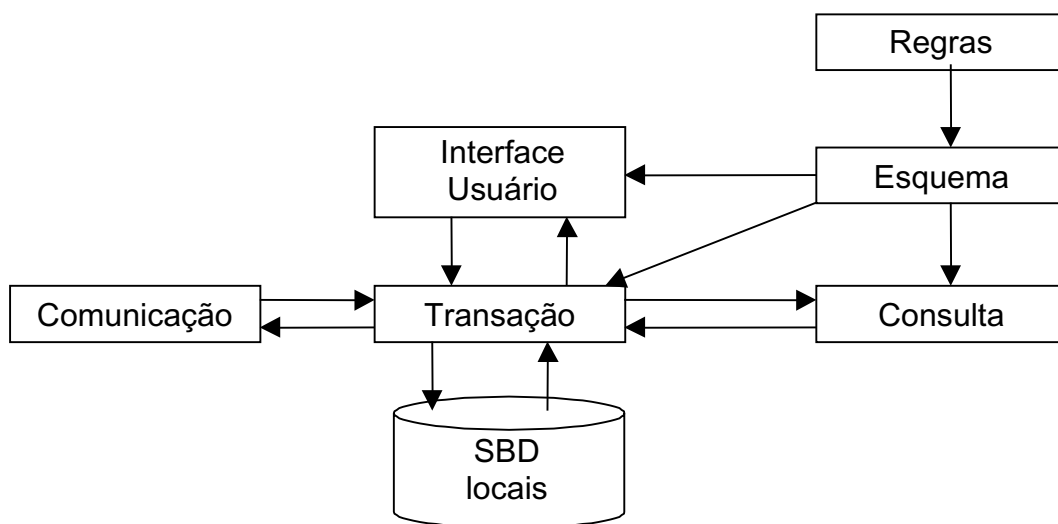 Regras
Interface
Usuário
Esquema
Comunicação
Transação
Consulta
SBD
locais